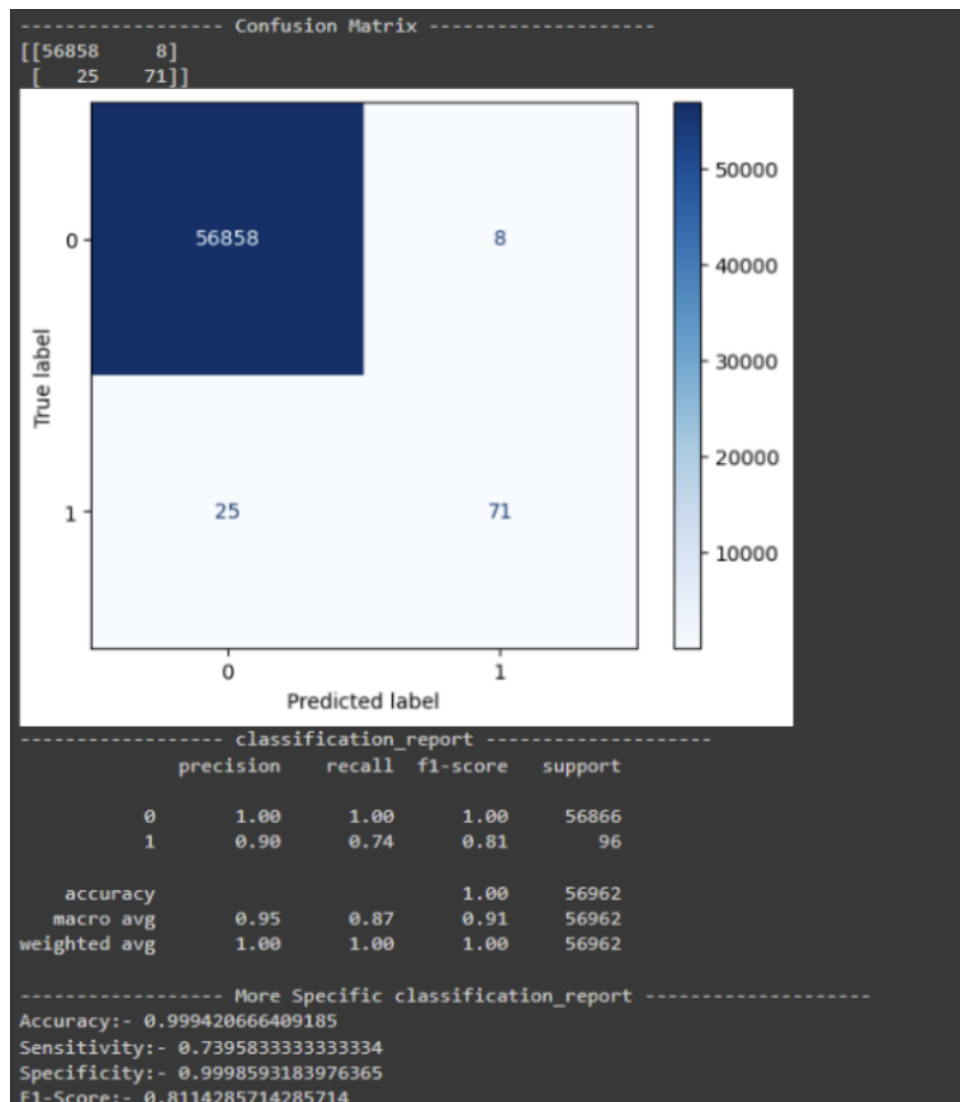 ------------------ Confusion Matrix --------------------
[[56858     8]
 [   25    71]]
50000
0
56858
8
40000
True label
30000
20000
1
25
71
10000
0
1
Predicted label
------------------ classification_report --------------------
              precision    recall  f1-score   support

           0       1.00      1.00      1.00     56866
           1       0.90      0.74      0.81        96

    accuracy                           1.00     56962
   macro avg       0.95      0.87      0.91     56962
weighted avg       1.00      1.00      1.00     56962

------------------ More Specific classification_report --------------------
Accuracy:- 0.999420666409185
Sensitivity:- 0.7395833333333334
Specificity:- 0.9998593183976365
F1-Score:- 0.8114285714285714